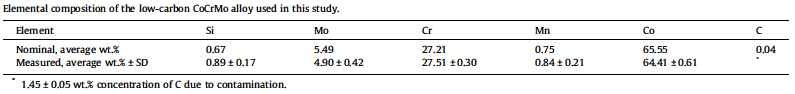 Elemental composition of the low-carbon CoCrMo alloy used in this study.
Element Si Mo Cr Mn Co C
Nominal, average wt.% 0.67 5.49 27.21 0.75 65.55 0.04
Measured, average wt.% ± SD 0.89 ± 0.17 4.90 ± 0.42 27.51 ± 0.30 0.84 ± 0.21 64.41 ± 0.61 *
* 1.45 ± 0.05 wt.% concentration of C due to contamination.